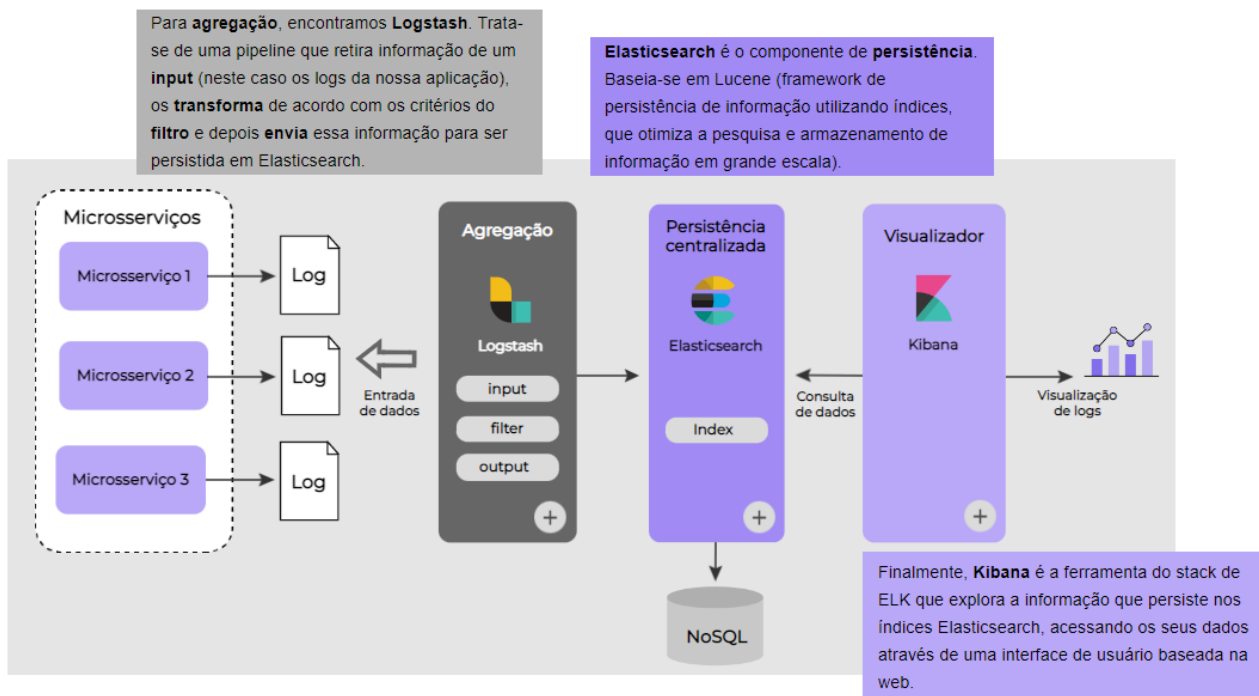 Para agregação, encontramos Logstash. Trata-
se de uma pipeline que retira informação de um
input (neste caso os logs da nossa aplicação),
os transforma de acordo com os critérios do
filtro e depois envia essa informação para ser
persistida em Elasticsearch.
Elasticsearch é o componente de persistência.
Baseia-se em Lucene (framework de
persistência de informação utilizando índices,
que otimiza a pesquisa e armazenamento de
informação em grande escala).
Microsserviços
Microsserviço 1
Log
Microsserviço 2
Log
Microsserviço 3
Log
Entrada
de dados
Agregação
Logstash
input
filter
output
+
Persistência
centralizada
Elasticsearch
Index
+
NoSQL
Consulta
de dados
Visualizador
Kibana
+
Visualização
de logs
Finalmente, Kibana é a ferramenta do stack de
ELK que explora a informação que persiste nos
índices Elasticsearch, acessando os seus dados
através de uma interface de usuário baseada na
web.